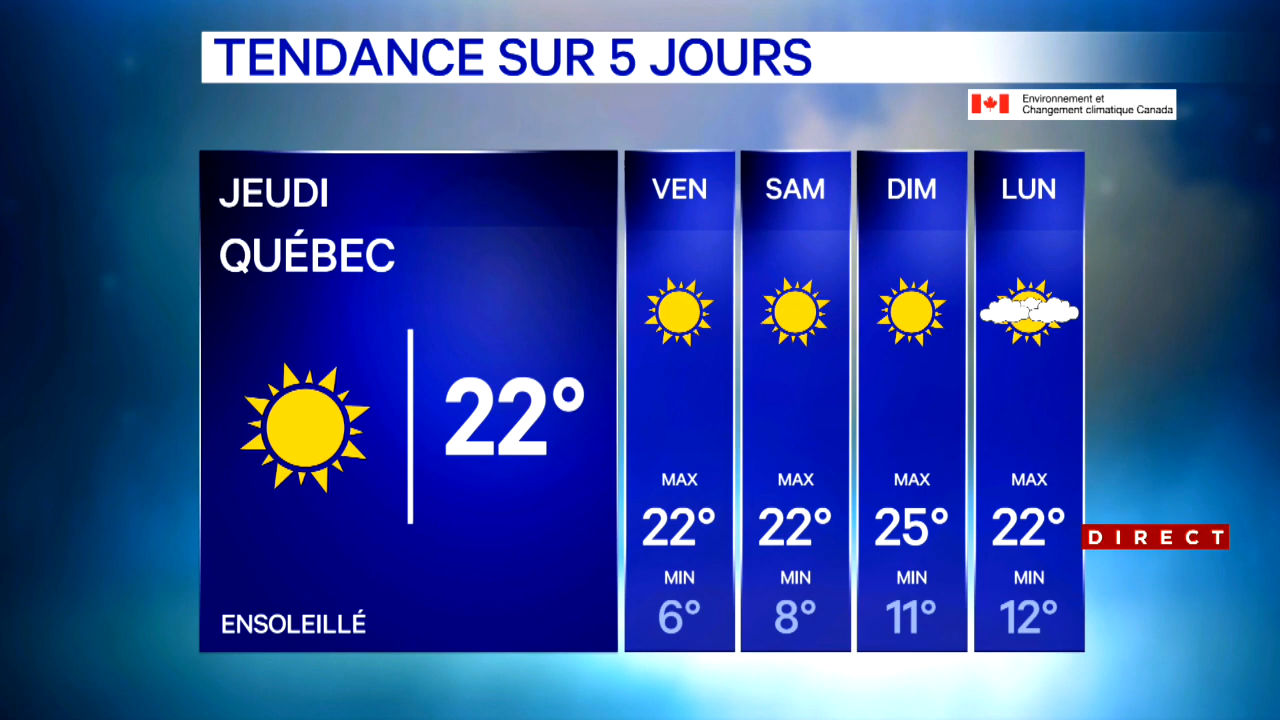 TENDANCE SUR 5 JOURS
Environnement et
Changement climatique Canada
JEUDI
QUÉBEC
22°
ENSOLEILLÉ
VEN
MAX
22°
MIN
6°
SAM
MAX
22°
MIN
8°
DIM
MAX
25°
MIN
11°
LUN
MAX
22°
MIN
12°
DIRECT